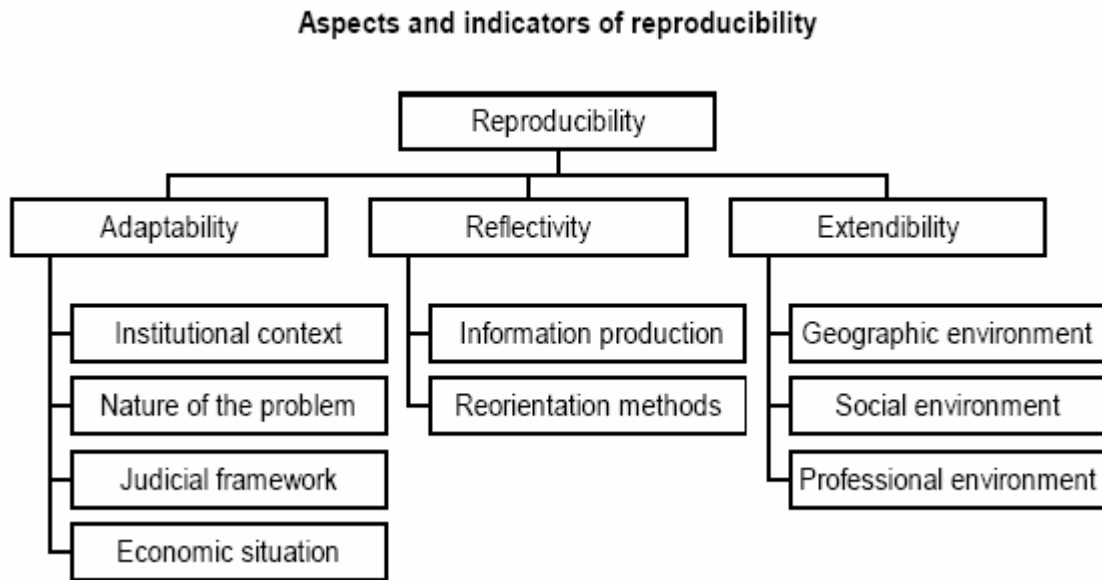 Aspects and indicators of reproducibility
Reproducibility
Adaptability
Institutional context
Nature of the problem
Judicial framework
Economic situation
Reflectivity
Information production
Reorientation methods
Extendibility
Geographic environment
Social environment
Professional environment